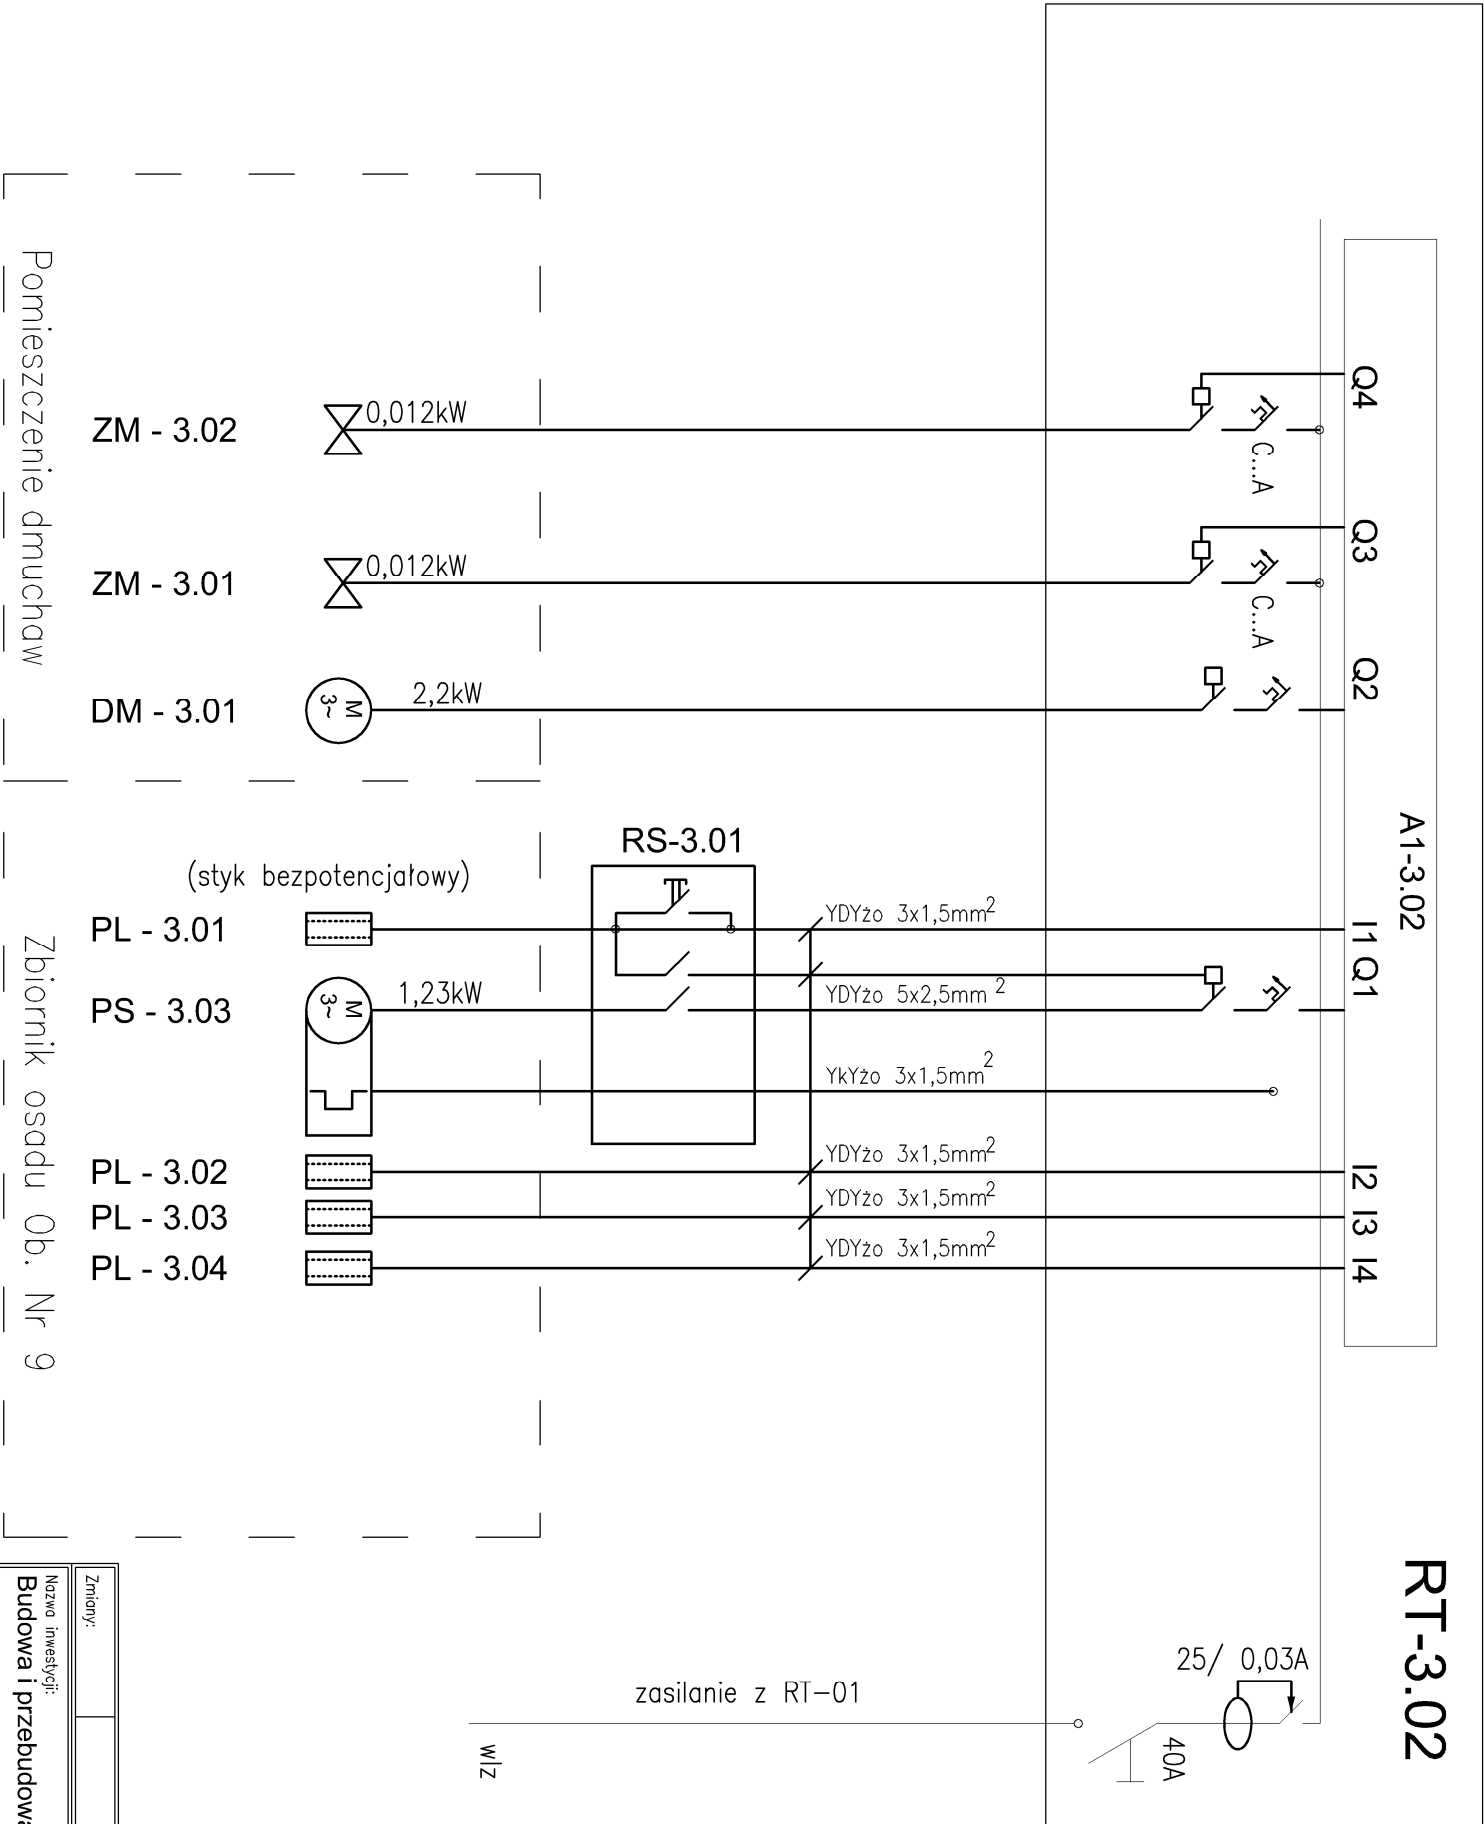 RT-3.02
A1-3.02
Q4
Q3
Q2
I1
Q1
I2
I3
I4
C...A
C...A
ZM - 3.02
0,012kW
ZM - 3.01
0,012kW
DM - 3.01
M
3~
2,2kW
RS-3.01
(styk bezpotencjałowy)
PL - 3.01
YDYżo 3x1,5mm2
PS - 3.03
M
3~
1,23kW
YDYżo 5x2,5mm 2
YkYżo 3x1,5mm2
PL - 3.02
YDYżo 3x1,5mm2
PL - 3.03
YDYżo 3x1,5mm2
PL - 3.04
YDYżo 3x1,5mm2
Pomieszczenie dmuchaw
Zbiornik osadu Ob. Nr 9
25/ 0,03A
40A
zasilanie z RT-01
wlz
Zmiany:
Nazwa inwestycji:
Budowa i przebudowa